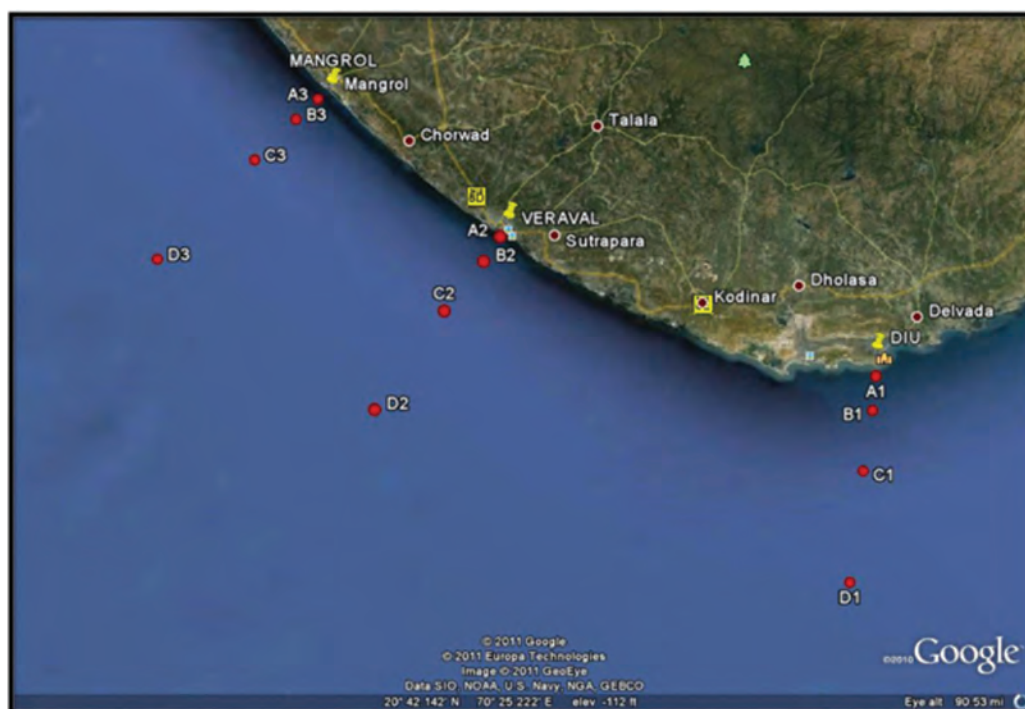 MANGROL
Mangrol
A3
B3
Chorwad
Talala
C3
VERAVAL
A2
Sutrapara
B2
D3
Dholasa
C2
Kodinar
Delvada
DIU
A1
D2
B1
C1
D1
© 2011 Google
© 2011 Europa Technologies
Image © 2011 GeoEye
Data SIO, NOAA, U.S. Navy, NGA, GEBCO
©2010 Google
20° 42 142' N 70° 25 222' E elev -112 ft
Eye alt 90 53 mi